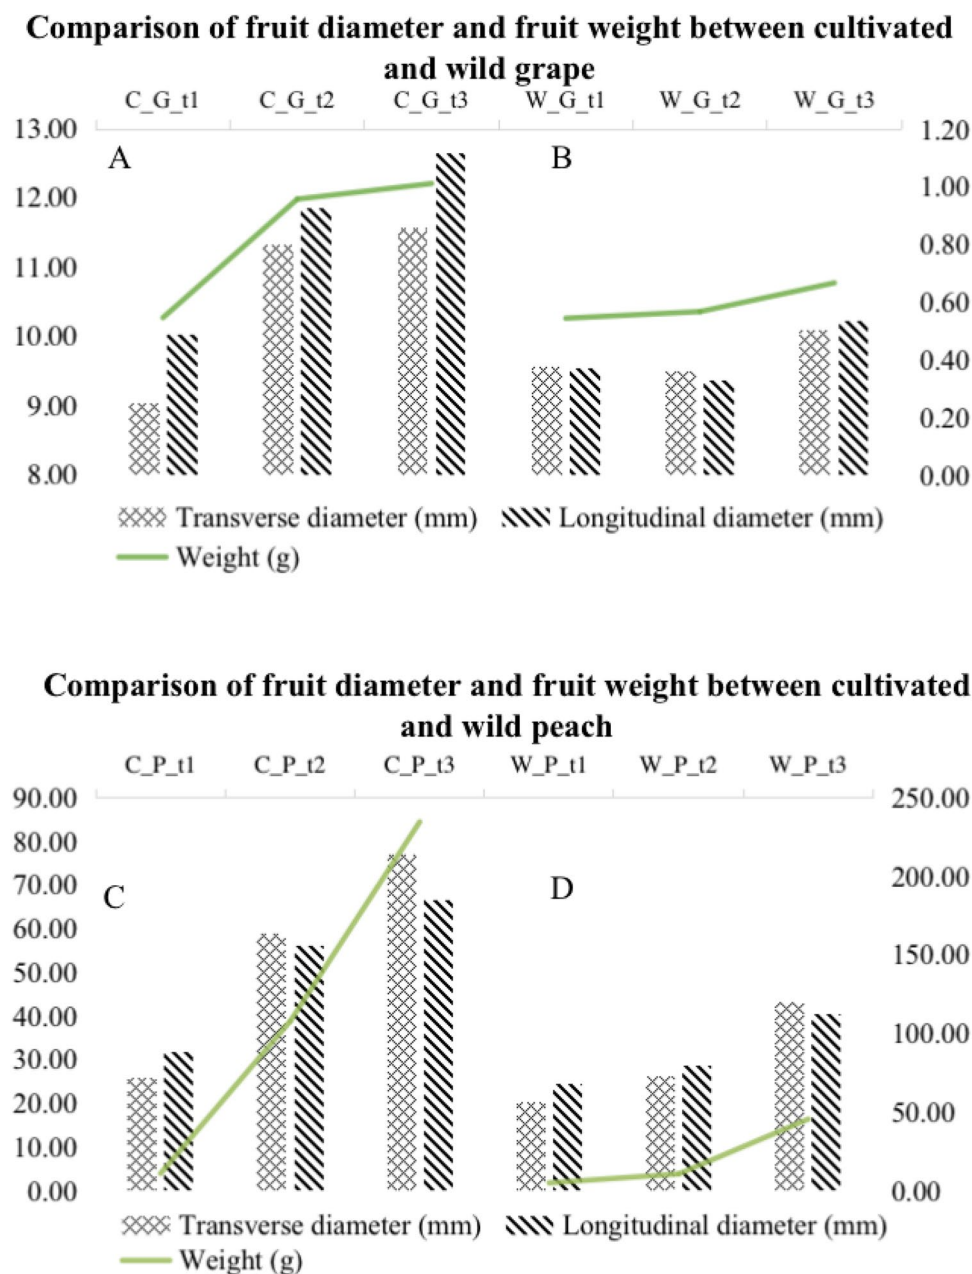 Comparison of fruit diameter and fruit weight between cultivated
and wild grape
C_G_t1 C_G_t2 C_G_t3 W_G_t1 W_G_t2 W_G_t3
13.00 1.20
A B
12.00 1.00
11.00 0.80
10.00 0.60
9.00 0.40
8.00 0.20
0.00
Transverse diameter (mm) Longitudinal diameter (mm)
Weight (g)
Comparison of fruit diameter and fruit weight between cultivated
and wild peach
C_P_t1 C_P_t2 C_P_t3 W_P_t1 W_P_t2 W_P_t3
90.00 250.00
80.00
70.00 200.00
C D
60.00
50.00 150.00
40.00 100.00
30.00
20.00 50.00
10.00
0.00 0.00
Transverse diameter (mm) Longitudinal diameter (mm)
Weight (g)